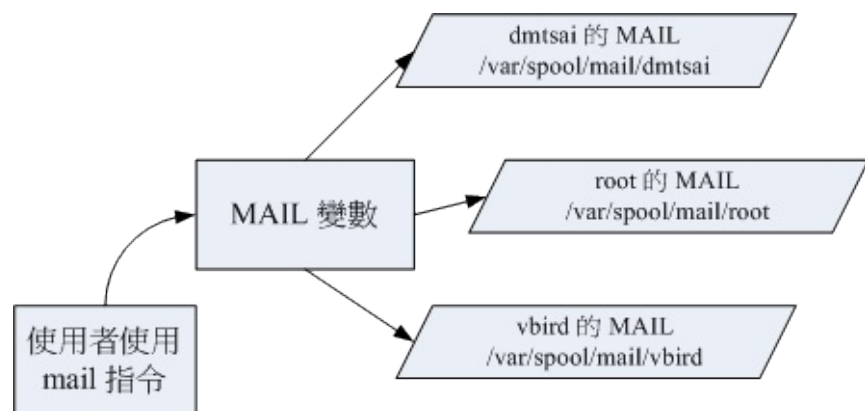 dmtsai 的 MAIL
/var/spool/mail/dmtsai
MAIL 變數
root 的 MAIL
/var/spool/mail/root
使用者使用
mail 指令
vbird 的 MAIL
/var/spool/mail/vbird